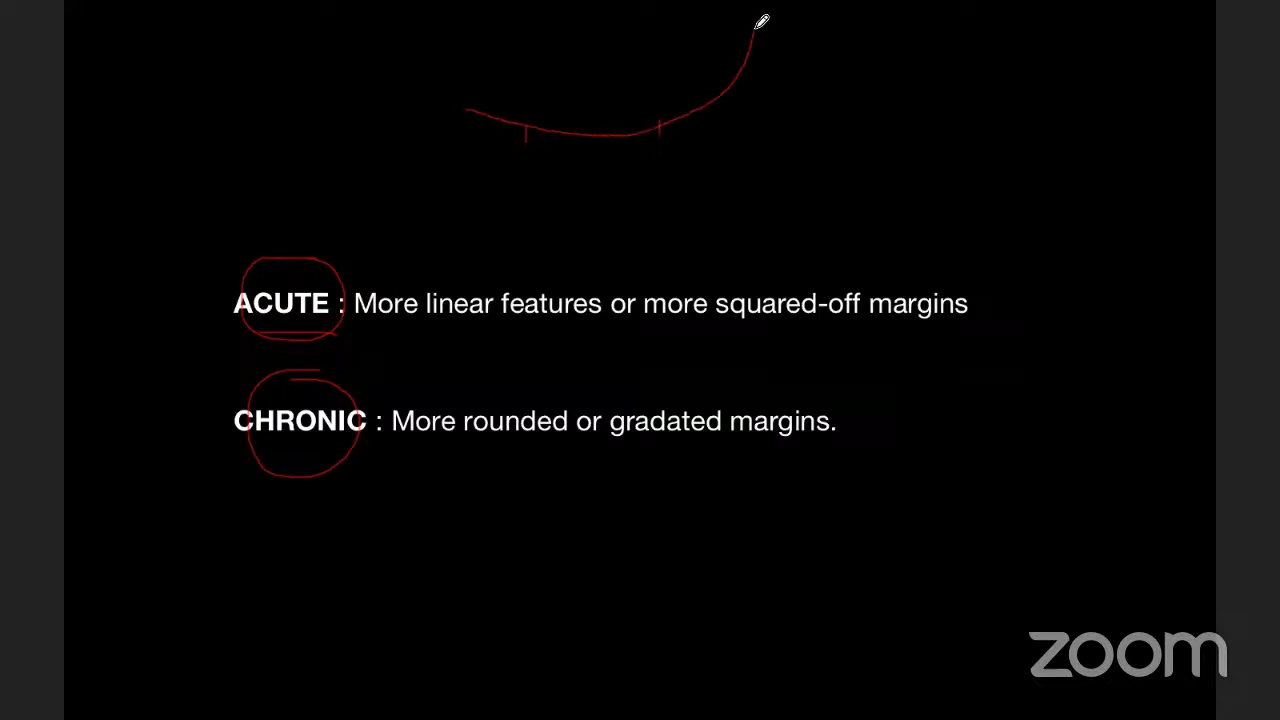 ACUTE : More linear features or more squared-off margins
CHRONIC : More rounded or gradated margins.
zoom